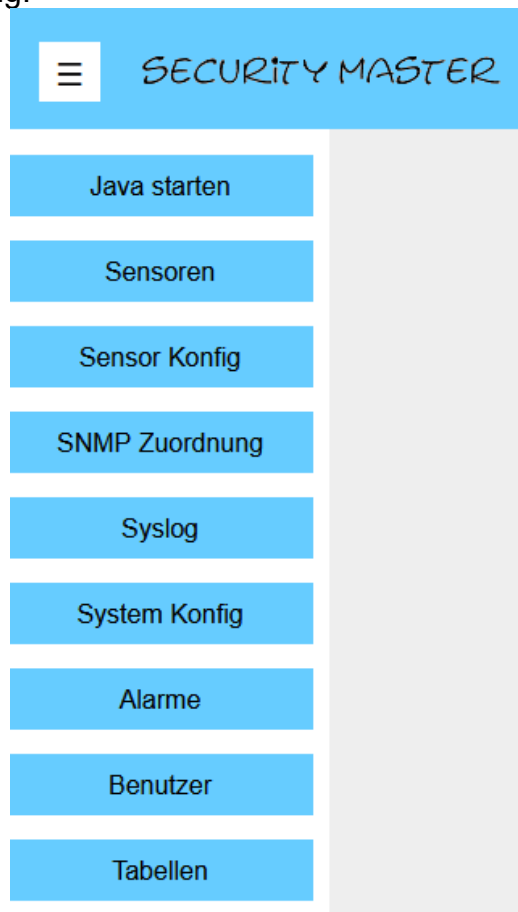 ☰ SECURITY MASTER
Java starten
Sensoren
Sensor Konfig
SNMP Zuordnung
Syslog
System Konfig
Alarme
Benutzer
Tabellen